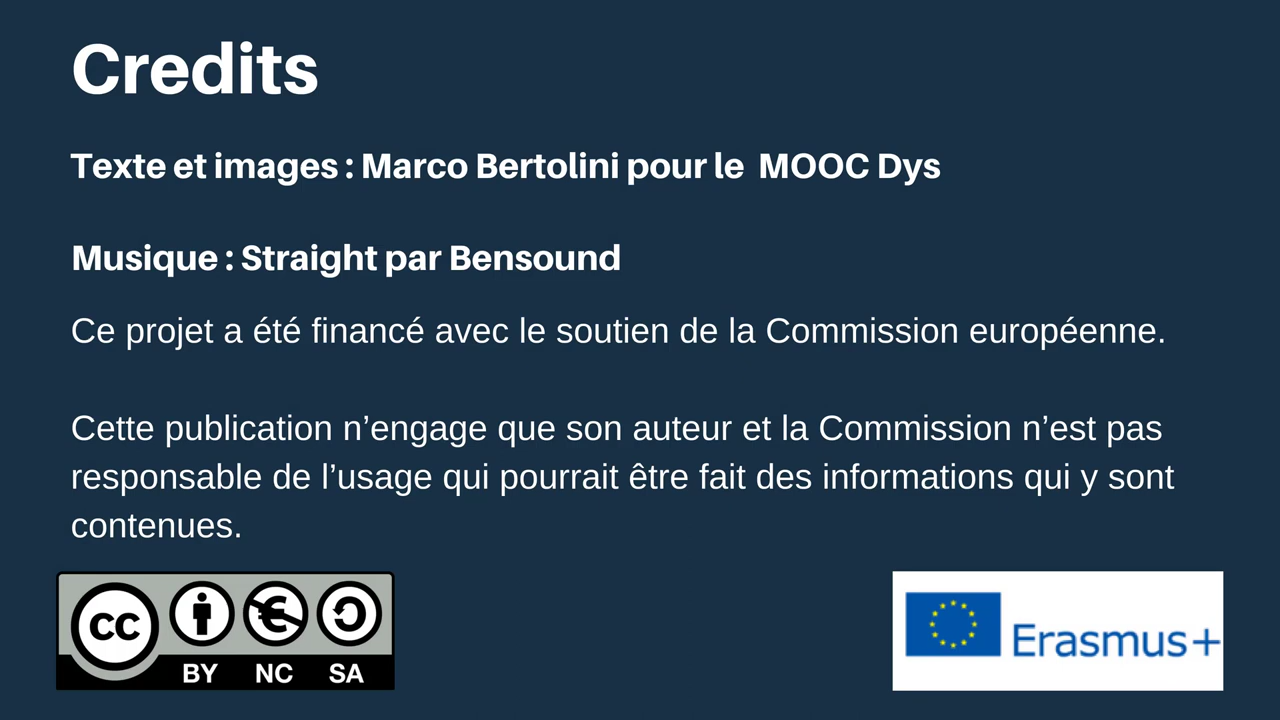 Credits
Texte et images : Marco Bertolini pour le MOOC Dys
Musique : Straight par Bensound
Ce projet a été financé avec le soutien de la Commission européenne.
Cette publication n’engage que son auteur et la Commission n’est pas
responsable de l’usage qui pourrait être fait des informations qui y sont
contenues.
cc
BY NC SA
Erasmus+